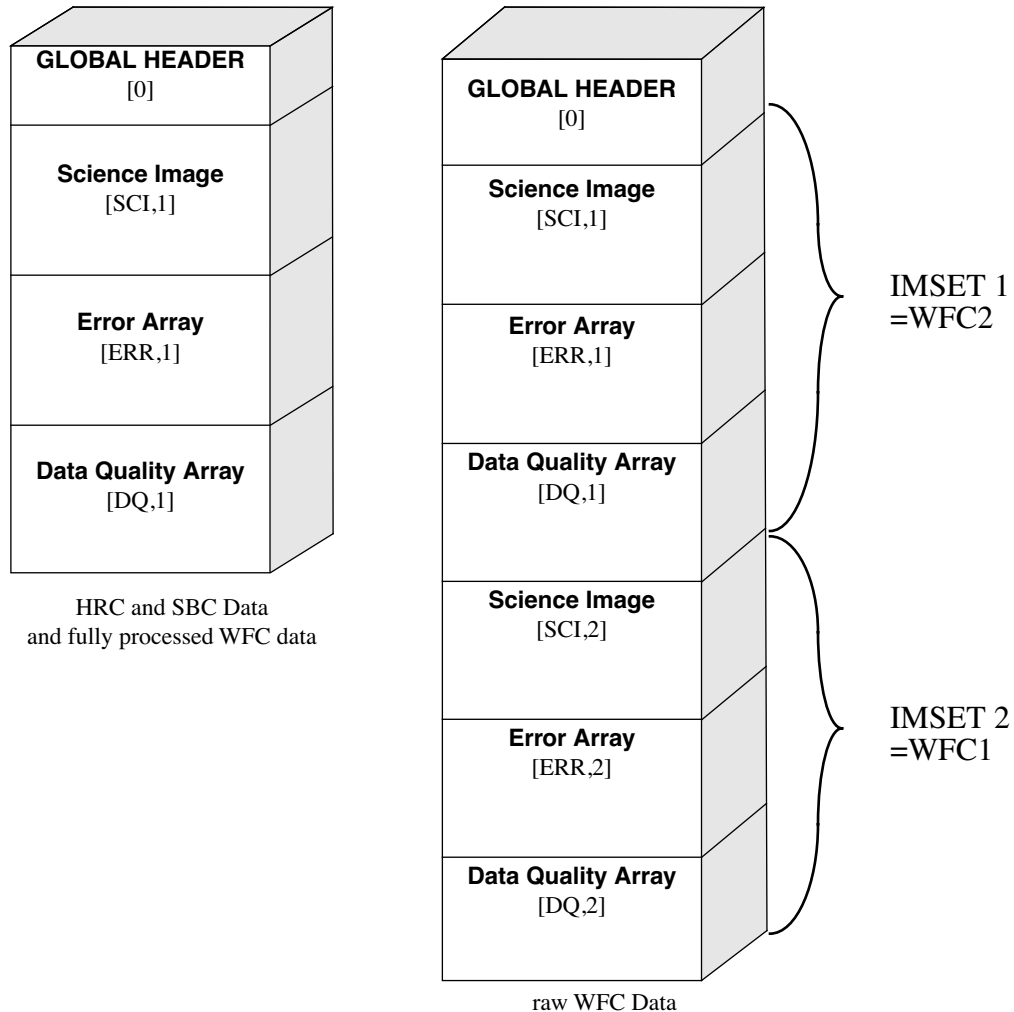 GLOBAL HEADER
[0]
Science Image
[SCI,1]
Error Array
[ERR,1]
Data Quality Array
[DQ,1]
HRC and SBC Data
and fully processed WFC data
GLOBAL HEADER
[0]
Science Image
[SCI,1]
Error Array
[ERR,1]
Data Quality Array
[DQ,1]
Science Image
[SCI,2]
Error Array
[ERR,2]
Data Quality Array
[DQ,2]
raw WFC Data
IMSET 1
=WFC2
IMSET 2
=WFC1